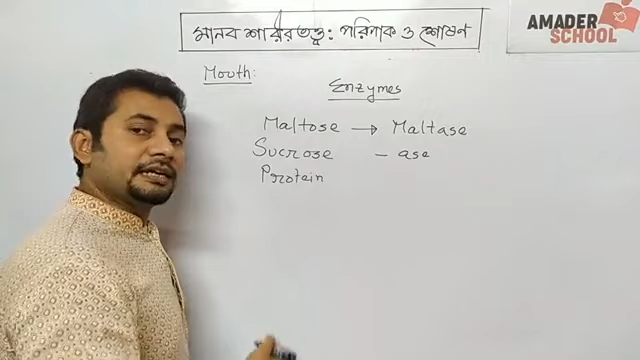 মানব শারীরতত্ত্ব: পরিপাক ও শোষণ
AMADER
SCHOOL
Mouth:
Enzymes
Maltose → Maltase
Sucrose - ase
Protein